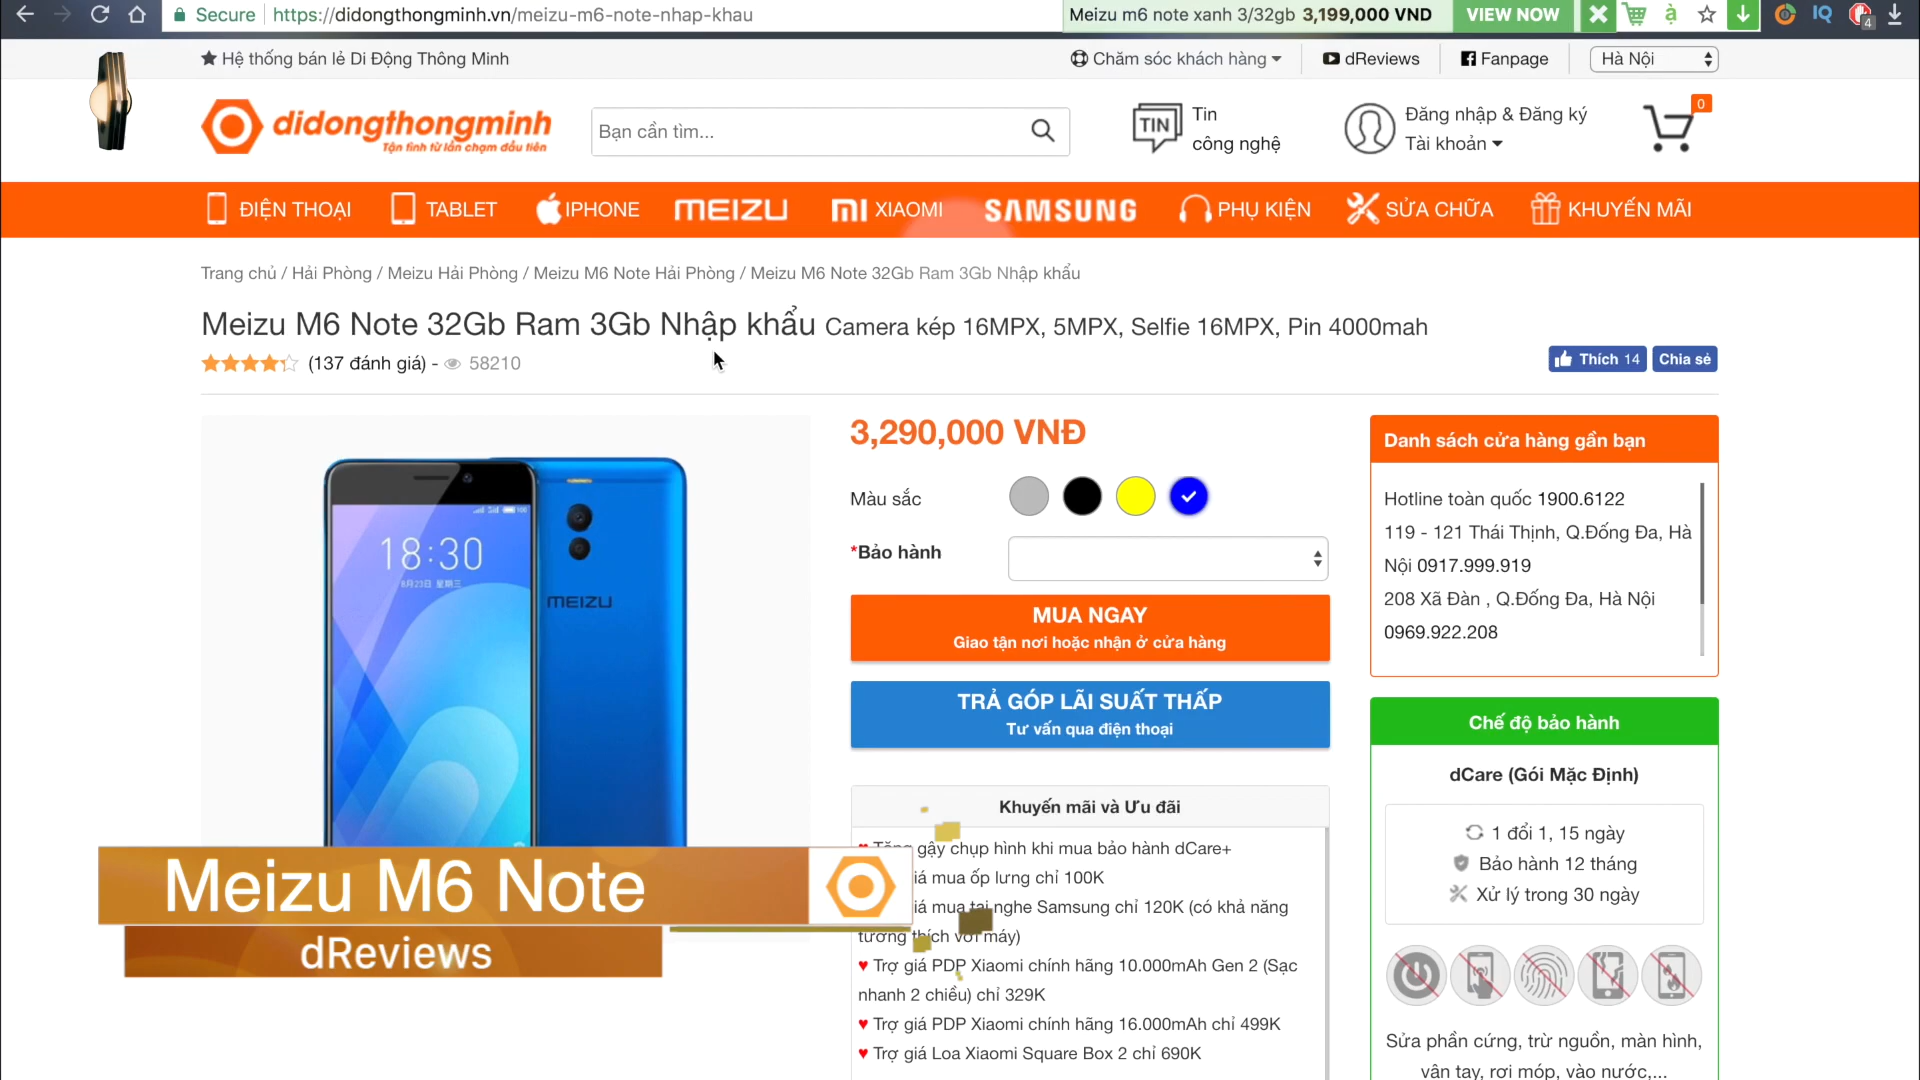 Secure https://didongthongminh.vn/meizu-m6-note-nhap-khau
Meizu m6 note xanh 3/32gb 3,199,000 VND VIEW NOW
à IQ 4
Hệ thống bán lẻ Di Động Thông Minh
Chăm sóc khách hàng dReviews Fanpage Hà Nội
didongthongminh
Tận tình từ lần chạm đầu tiên
Bạn cần tìm...
TIN
Tin
công nghệ
Đăng nhập & Đăng ký
Tài khoản
0
ĐIỆN THOẠI TABLET IPHONE MEIZU MI XIAOMI SAMSUNG PHỤ KIỆN SỬA CHỮA KHUYẾN MÃI
Trang chủ / Hải Phòng / Meizu Hải Phòng / Meizu M6 Note Hải Phòng / Meizu M6 Note 32Gb Ram 3Gb Nhập khẩu
Meizu M6 Note 32Gb Ram 3Gb Nhập khẩu Camera kép 16MPX, 5MPX, Selfie 16MPX, Pin 4000mah
(137 đánh giá) - 58210
Thích 14 Chia sẻ
18:30
8月23日 星期三
MEIZU
3,290,000 VNĐ
Màu sắc
*Bảo hành
MUA NGAY
Giao tận nơi hoặc nhận ở cửa hàng
TRẢ GÓP LÃI SUẤT THẤP
Tư vấn qua điện thoại
Khuyến mãi và Ưu đãi
♥ Tặng gậy chụp hình khi mua bảo hành dCare+
iá mua ốp lưng chỉ 100K
iá mua tai nghe Samsung chỉ 120K (có khả năng
tương thích với máy)
♥ Trợ giá PDP Xiaomi chính hãng 10.000mAh Gen 2 (Sạc
nhanh 2 chiều) chỉ 329K
♥ Trợ giá PDP Xiaomi chính hãng 16.000mAh chỉ 499K
♥ Trợ giá Loa Xiaomi Square Box 2 chỉ 690K
Danh sách cửa hàng gần bạn
Hotline toàn quốc 1900.6122
119 - 121 Thái Thịnh, Q.Đống Đa, Hà
Nội 0917.999.919
208 Xã Đàn , Q.Đống Đa, Hà Nội
0969.922.208
Chế độ bảo hành
dCare (Gói Mặc Định)
1 đổi 1, 15 ngày
Bảo hành 12 tháng
Xử lý trong 30 ngày
Sửa phần cứng, trừ nguồn, màn hình,
vân tay, rơi móp, vào nước,...
Meizu M6 Note
dReviews